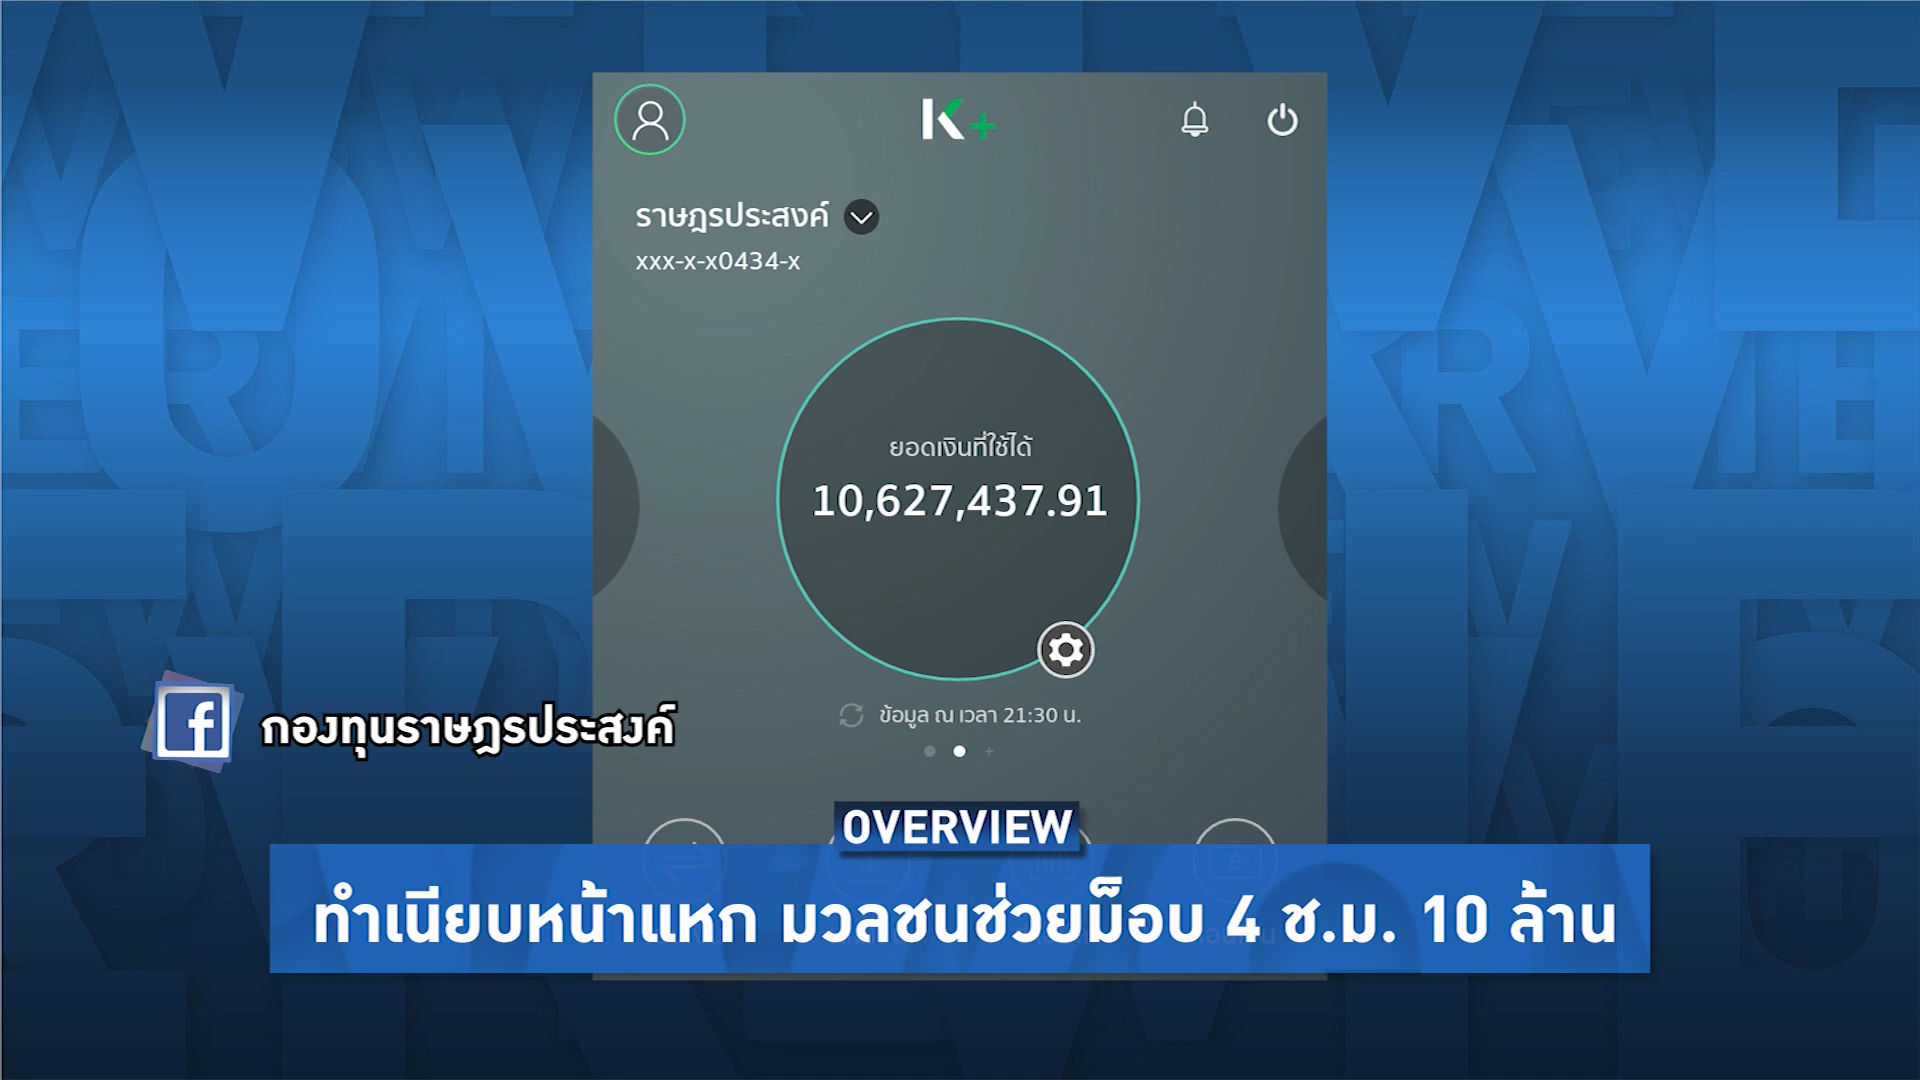 K+
ราษฎรประสงค์
xxx-x-x0434-x
ยอดเงินที่ใช้ได้
10,627,437.91
ข้อมูล ณ เวลา 21:30 น.
f กองทุนราษฎรประสงค์
OVERVIEW
ทำเนียบหน้าแหก มวลชนช่วยม็อบ 4 ช.ม. 10 ล้าน